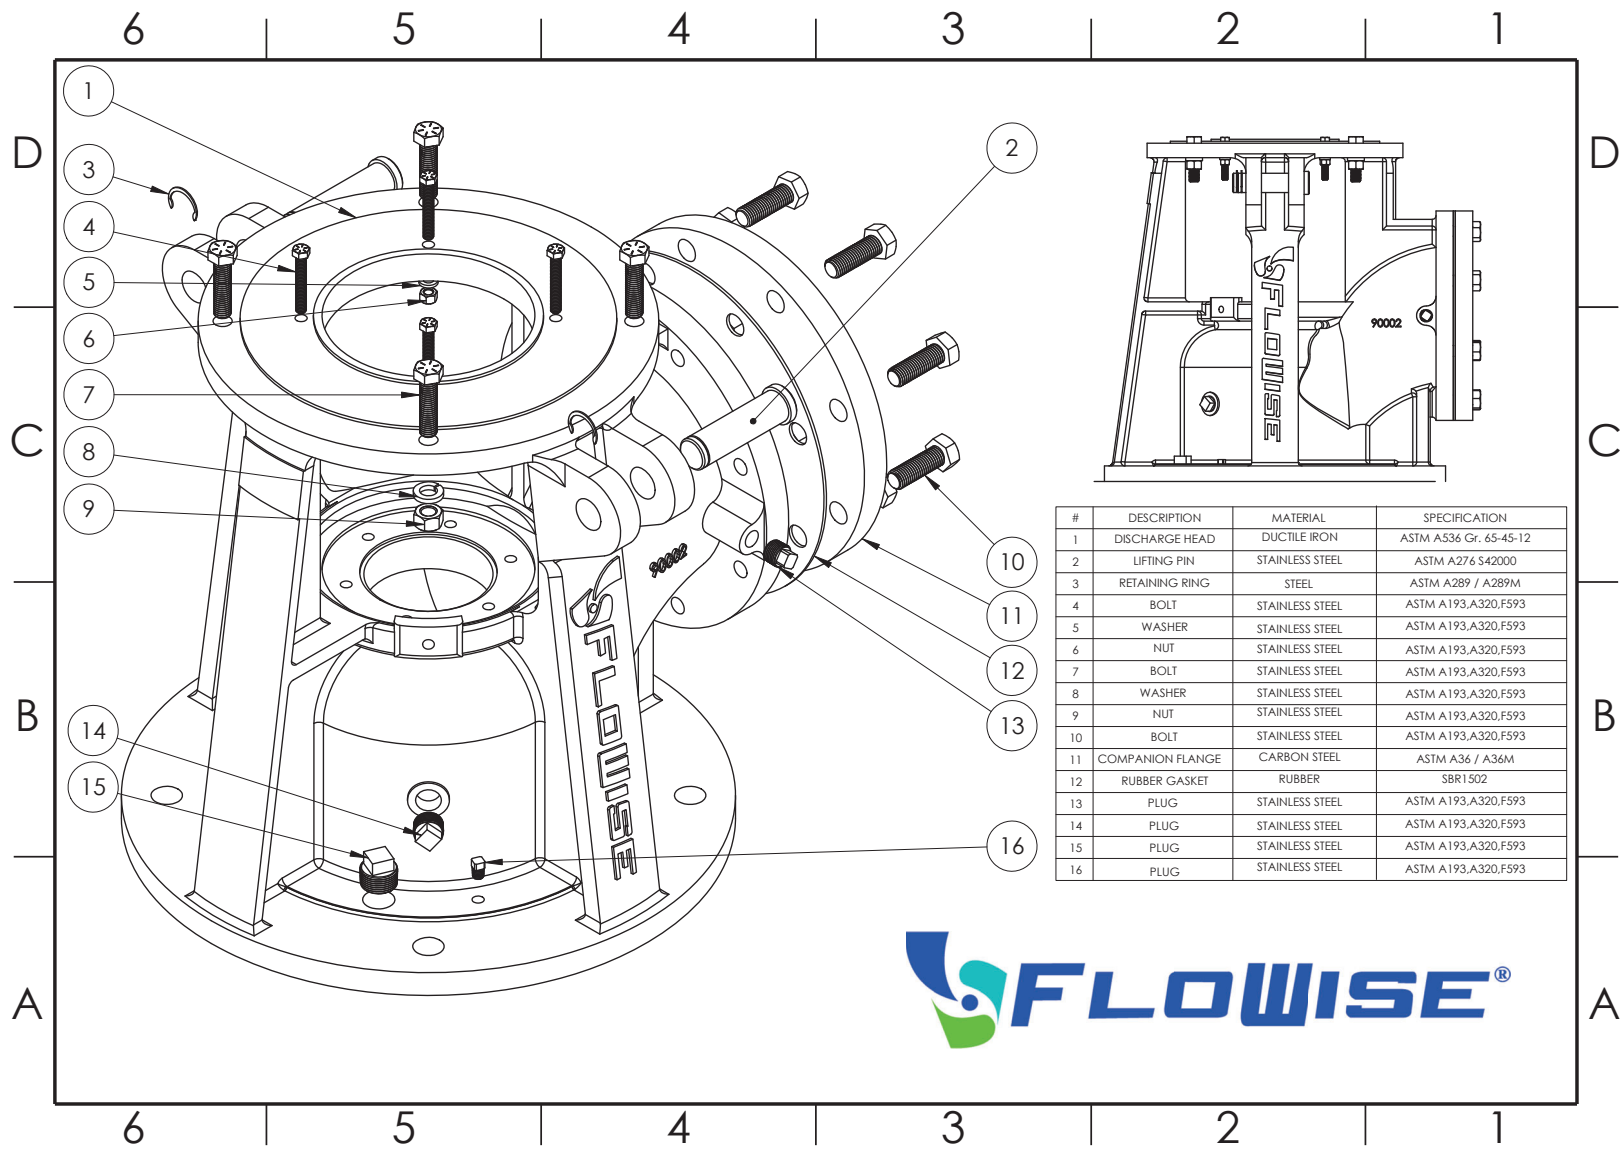 6 5 4 3 2 1
D
C
B
A
D
C
B
A
1
3
4
5
6
7
8
9
14
15
2
10
11
12
13
16
90002
FLOWISE
90002
FLOWISE
# DESCRIPTION MATERIAL SPECIFICATION
1 DISCHARGE HEAD DUCTILE IRON ASTM A536 Gr. 65-45-12
2 LIFTING PIN STAINLESS STEEL ASTM A276 S42000
3 RETAINING RING STEEL ASTM A289 / A289M
4 BOLT STAINLESS STEEL ASTM A193,A320,F593
5 WASHER STAINLESS STEEL ASTM A193,A320,F593
6 NUT STAINLESS STEEL ASTM A193,A320,F593
7 BOLT STAINLESS STEEL ASTM A193,A320,F593
8 WASHER STAINLESS STEEL ASTM A193,A320,F593
9 NUT STAINLESS STEEL ASTM A193,A320,F593
10 BOLT STAINLESS STEEL ASTM A193,A320,F593
11 COMPANION FLANGE CARBON STEEL ASTM A36 / A36M
12 RUBBER GASKET RUBBER SBR1502
13 PLUG STAINLESS STEEL ASTM A193,A320,F593
14 PLUG STAINLESS STEEL ASTM A193,A320,F593
15 PLUG STAINLESS STEEL ASTM A193,A320,F593
16 PLUG STAINLESS STEEL ASTM A193,A320,F593
FLOWISE®
6 5 4 3 2 1